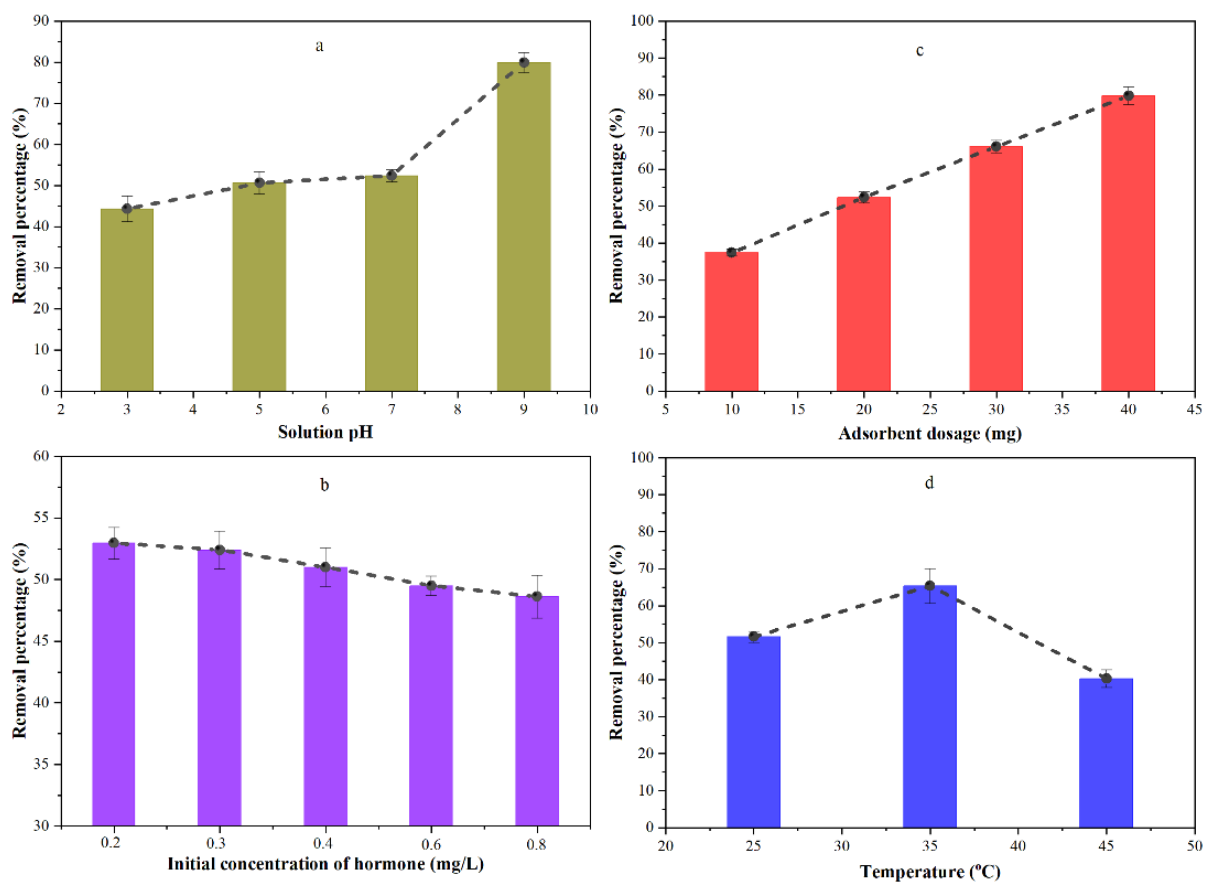 a
Removal percentage (%)
90
80
70
60
50
40
30
20
10
0
2 3 4 5 6 7 8 9 10
Solution pH
c
Removal percentage (%)
100
90
80
70
60
50
40
30
20
10
0
5 10 15 20 25 30 35 40 45
Adsorbent dosage (mg)
b
Removal percentage (%)
60
55
50
45
40
35
30
0.2 0.3 0.4 0.6 0.8
Initial concentration of hormone (mg/L)
d
Removal percentage (%)
100
90
80
70
60
50
40
30
20
10
0
20 25 30 35 40 45 50
Temperature (ºC)